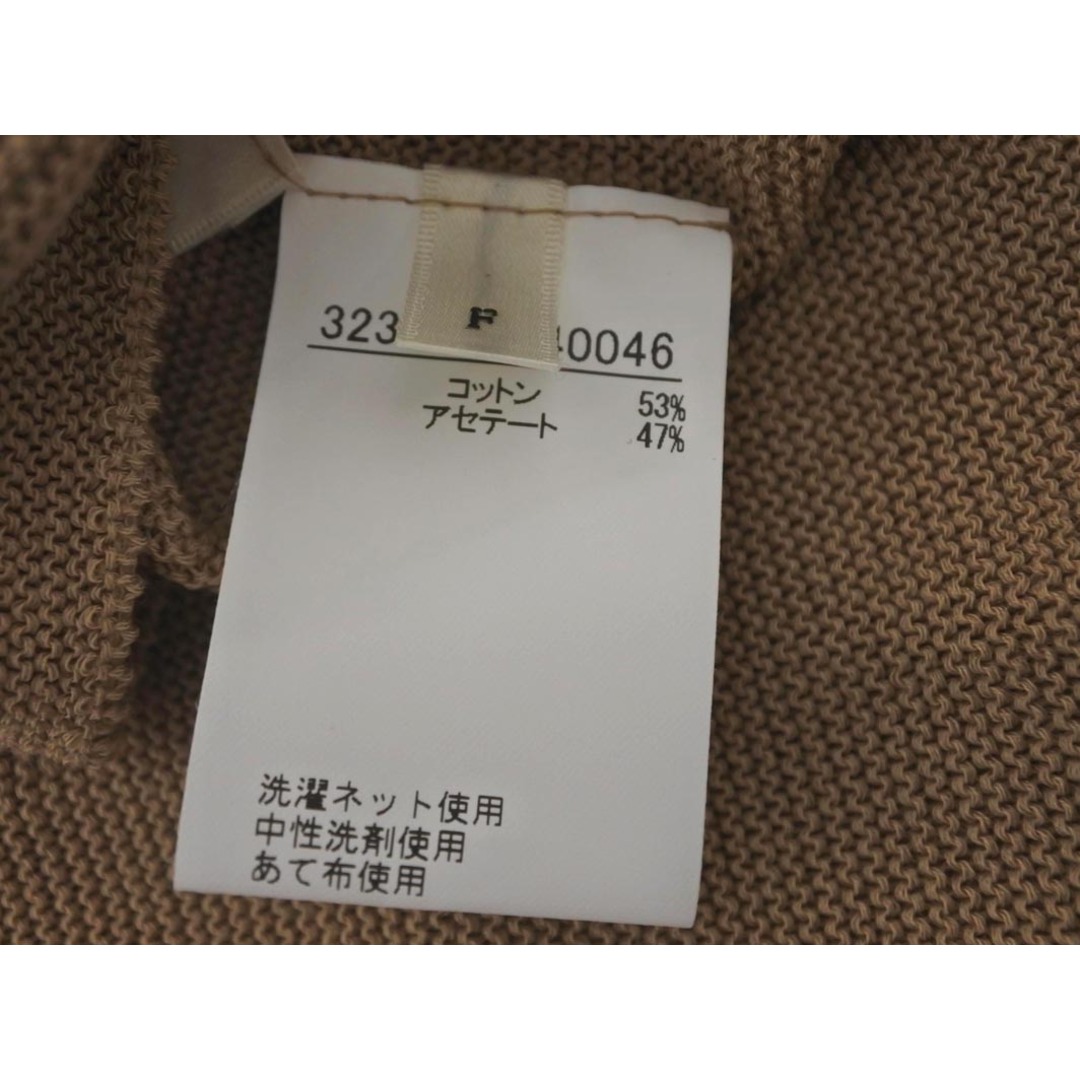 F
323 40046
コットン 53%
アセテート 47%
洗濯ネット使用
中性洗剤使用
あて布使用